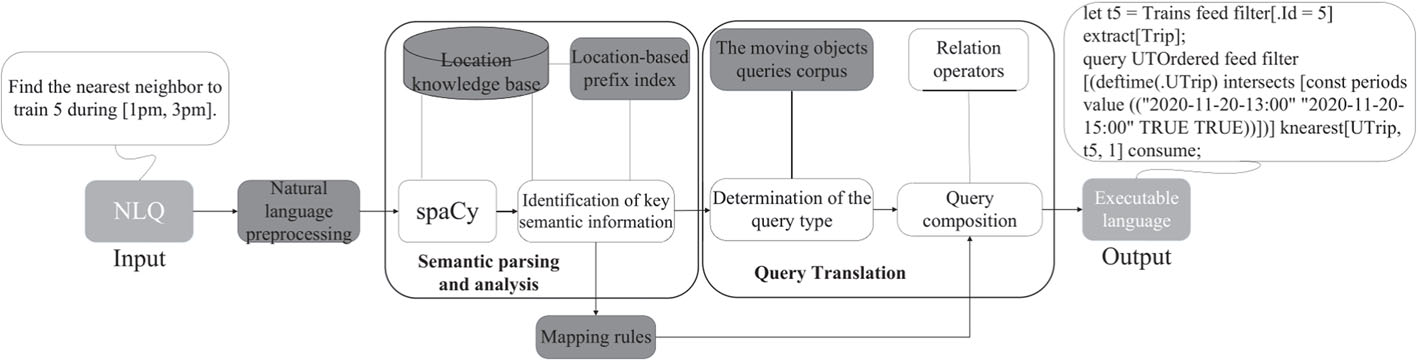 Find the nearest neighbor to
train 5 during [1pm, 3pm].
NLQ
Input
Natural
language
preprocessing
Location
knowledge base
Location-based
prefix index
spaCy
Identification of key
semantic information
Semantic parsing
and analysis
Mapping rules
The moving objects
queries corpus
Relation
operators
Determination of the
query type
Query
composition
Query Translation
let t5 = Trains feed filter[.Id = 5]
extract[Trip];
query UTOrdered feed filter
[(deftime(.UTrip) intersects [const periods
value (("2020-11-20-13:00" "2020-11-20-
15:00" TRUE TRUE))])] knearest[UTrip,
t5, 1] consume;
Executable
language
Output